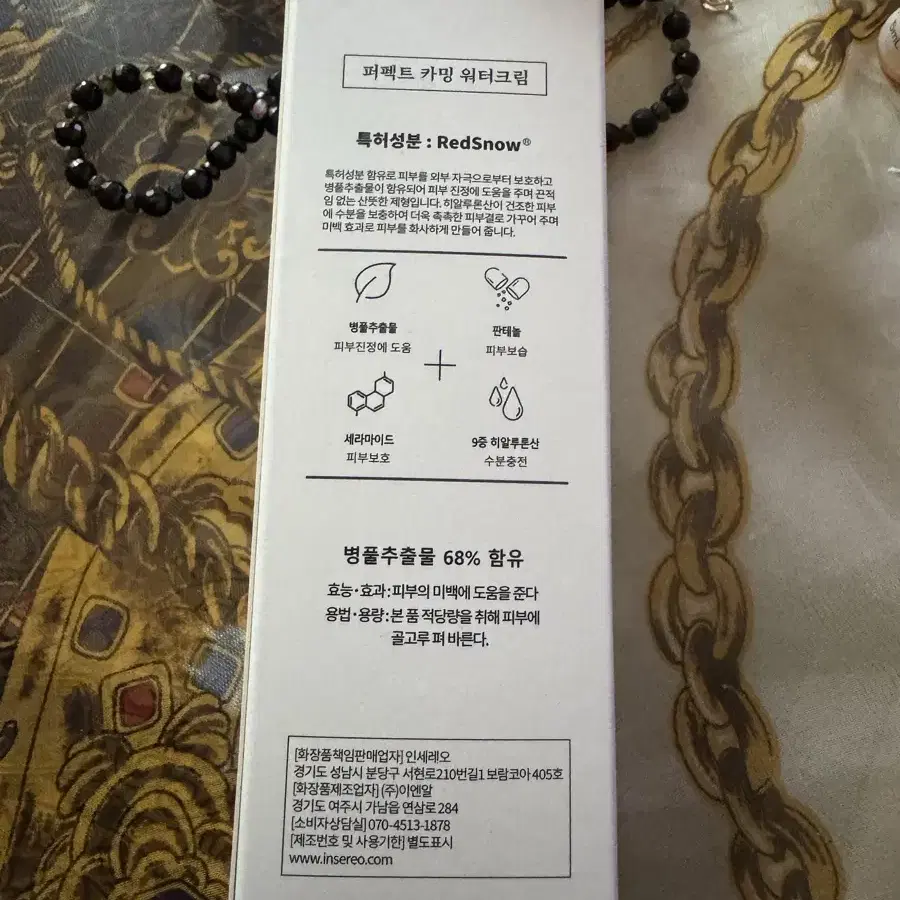 퍼펙트 카밍 워터크림
특허성분 : RedSnow®
특허성분 함유로 피부를 외부 자극으로부터 보호하고
병풀추출물이 함유되어 피부 진정에 도움을 주며 끈적
임 없는 산뜻한 제형입니다. 히알루론산이 건조한 피부
에 수분을 보충하여 더욱 촉촉한 피부결로 가꾸어 주며
미백 효과로 피부를 화사하게 만들어 줍니다.
병풀추출물
피부진정에 도움
판테놀
피부보습
세라마이드
피부보호
9중 히알루론산
수분충전
병풀추출물 68% 함유
효능·효과:피부의 미백에 도움을 준다
용법·용량:본 품 적당량을 취해 피부에
골고루 펴 바른다.
[화장품책임판매업자] 인세레오
경기도 성남시 분당구 서현로210번길1 보람코아 405호
[화장품제조업자] (주)이엔알
경기도 여주시 가남읍 연삼로 284
[소비자상담실] 070-4513-1878
[제조번호 및 사용기한] 별도표시
www.insereo.com